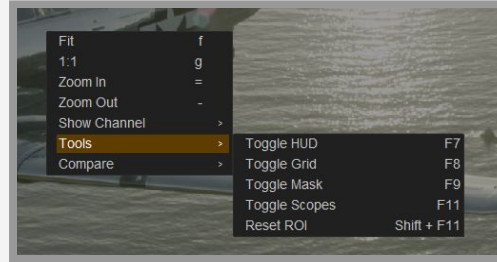 Fit f
1:1 g
Zoom In =
Zoom Out -
Show Channel >
Tools >
Compare >
Toggle HUD F7
Toggle Grid F8
Toggle Mask F9
Toggle Scopes F11
Reset ROI Shift + F11